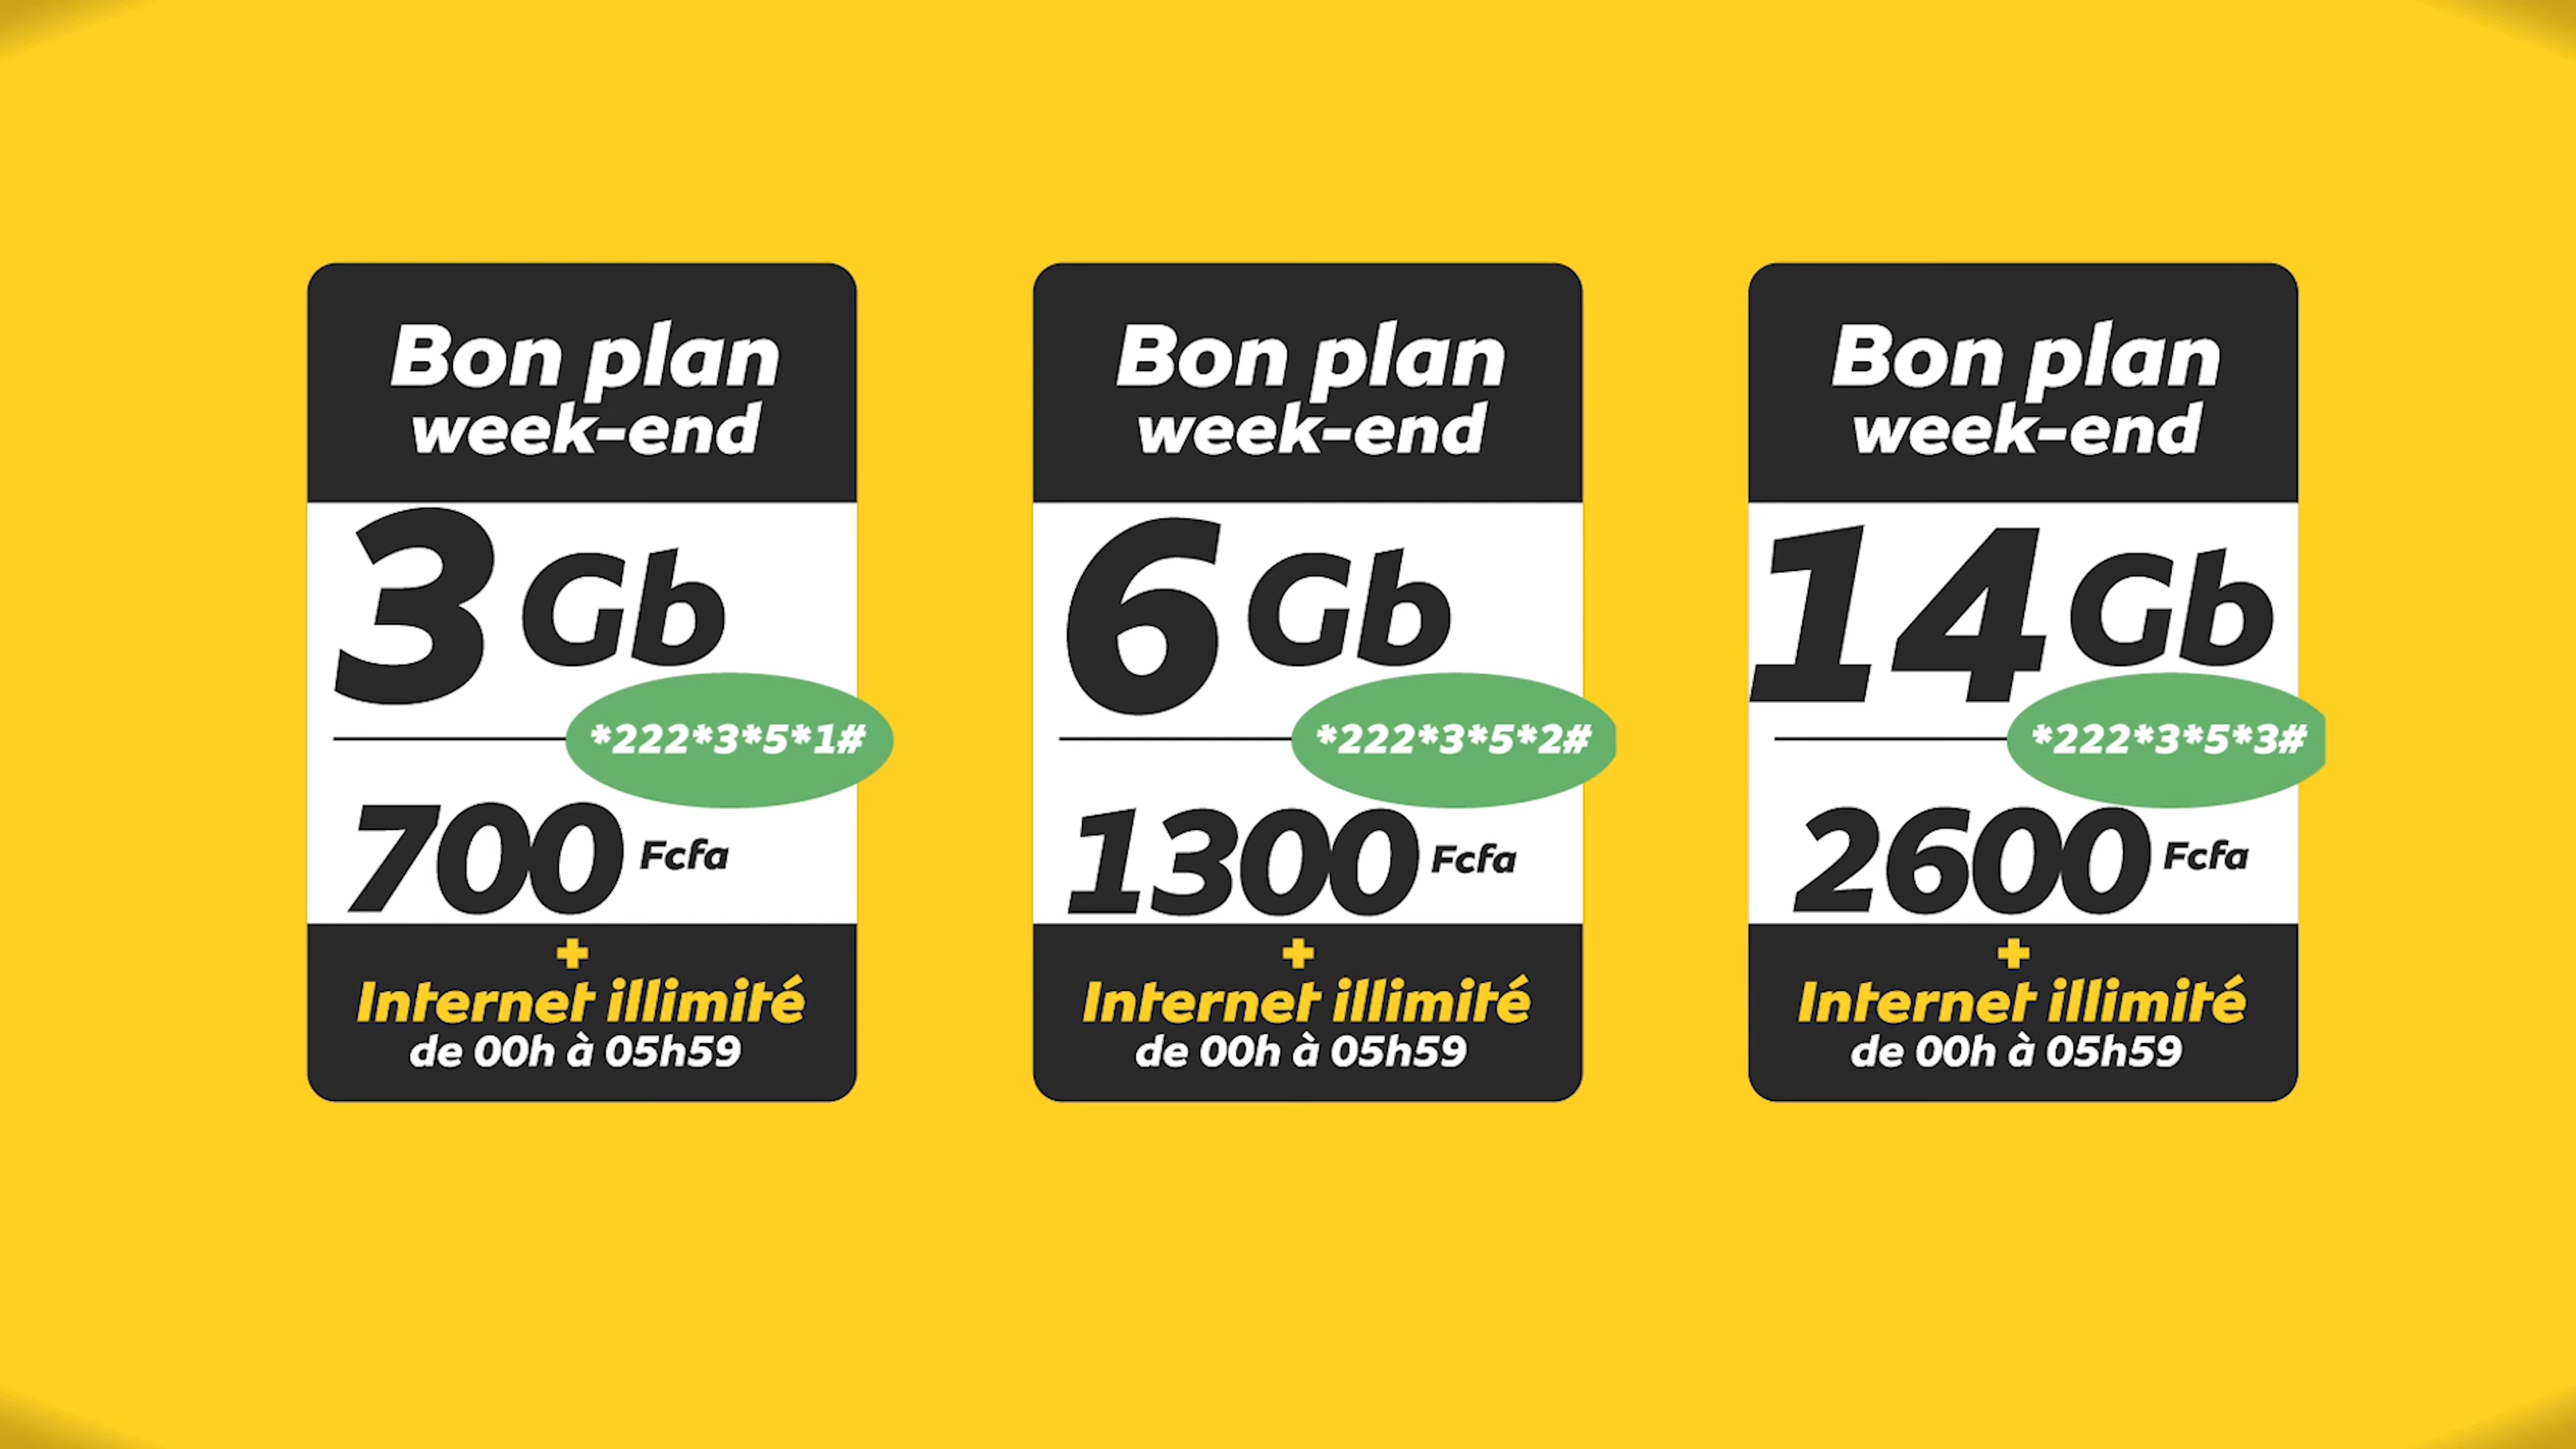 Bon plan
week-end
3 Gb
*222*3*5*1#
700 Fcfa
+
Internet illimité
de 00h à 05h59
Bon plan
week-end
6 Gb
*222*3*5*2#
1300 Fcfa
+
Internet illimité
de 00h à 05h59
Bon plan
week-end
14 Gb
*222*3*5*3#
2600 Fcfa
+
Internet illimité
de 00h à 05h59